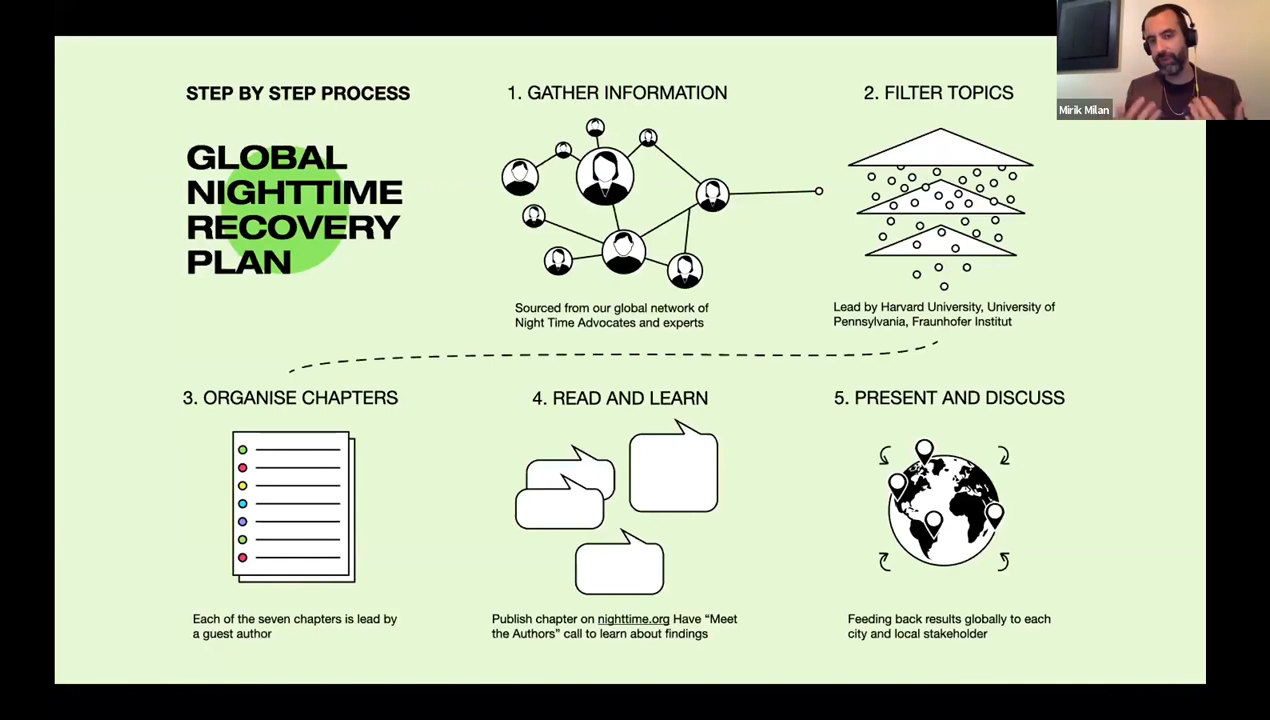 STEP BY STEP PROCESS
GLOBAL
NIGHTTIME
RECOVERY
PLAN
1. GATHER INFORMATION
Sourced from our global network of
Night Time Advocates and experts
2. FILTER TOPICS
Lead by Harvard University, University of
Pennsylvania, Fraunhofer Institut
Mirik Milan
3. ORGANISE CHAPTERS
Each of the seven chapters is lead by
a guest author
4. READ AND LEARN
Publish chapter on nighttime.org Have “Meet
the Authors” call to learn about findings
5. PRESENT AND DISCUSS
Feeding back results globally to each
city and local stakeholder